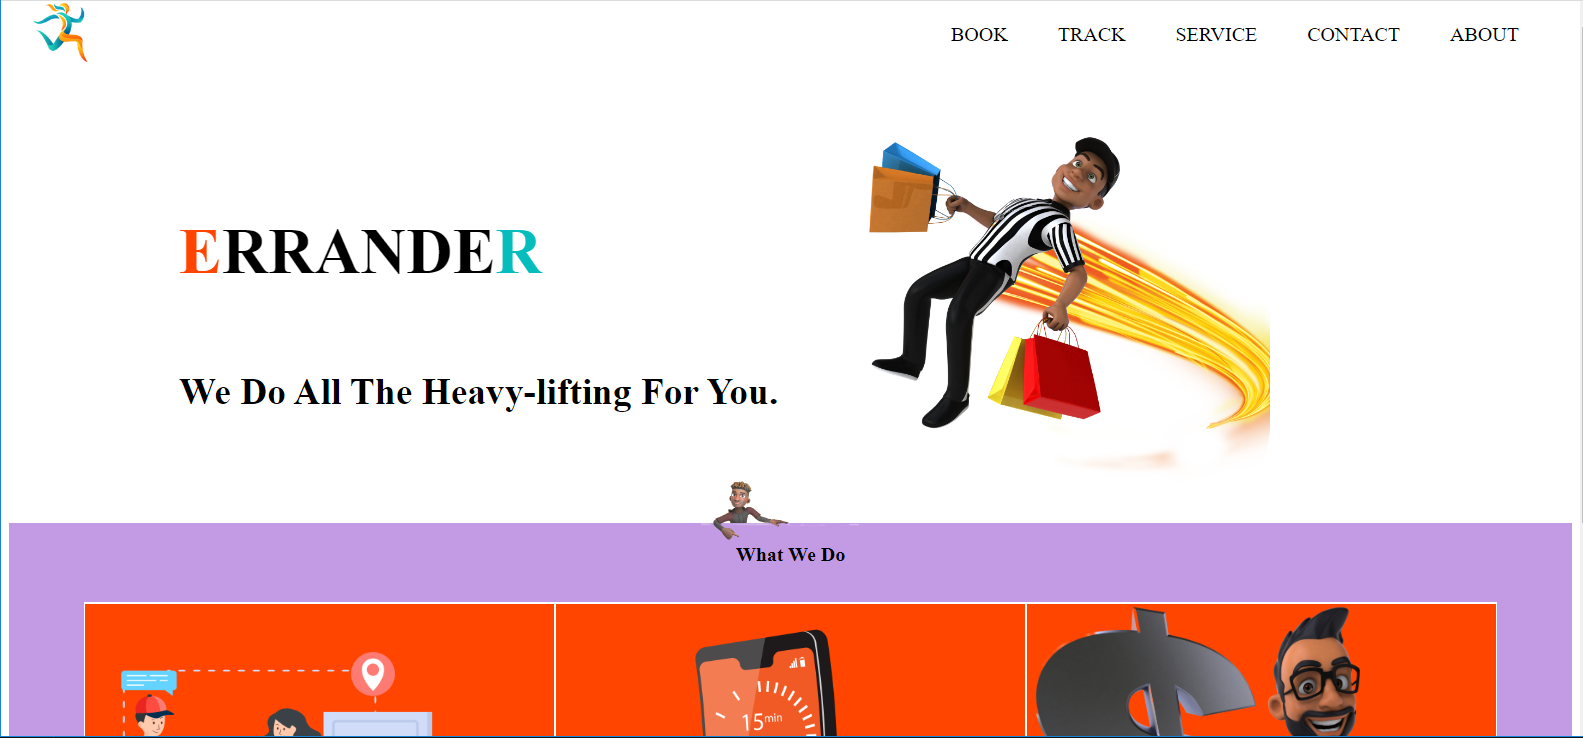 BOOK TRACK SERVICE CONTACT ABOUT
ERRANDER
We Do All The Heavy-lifting For You.
What We Do
15min